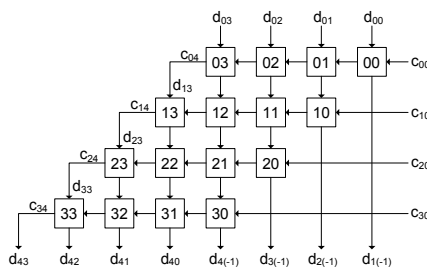 d03 d02 d01 d00
c04 03 02 01 00 c00
d13
c14 13 12 11 10 c10
d23
c24 23 22 21 20 c20
d33
c34 33 32 31 30 c30
d43 d42 d41 d40 d4(-1) d3(-1) d2(-1) d1(-1)